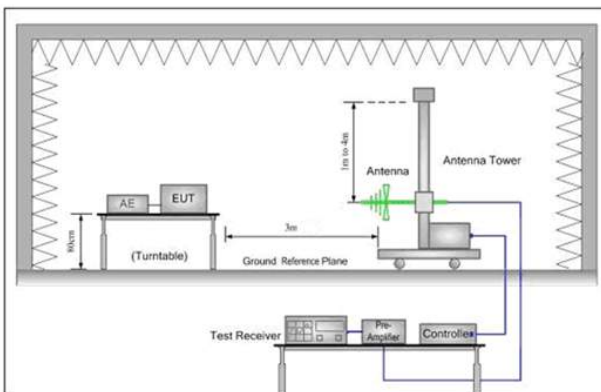 1m to 4m
Antenna
Antenna Tower
AE
EUT
80cm
(Turntable)
3m
Ground Reference Plane
Test Receiver
Pre-
Amplifier
Controller